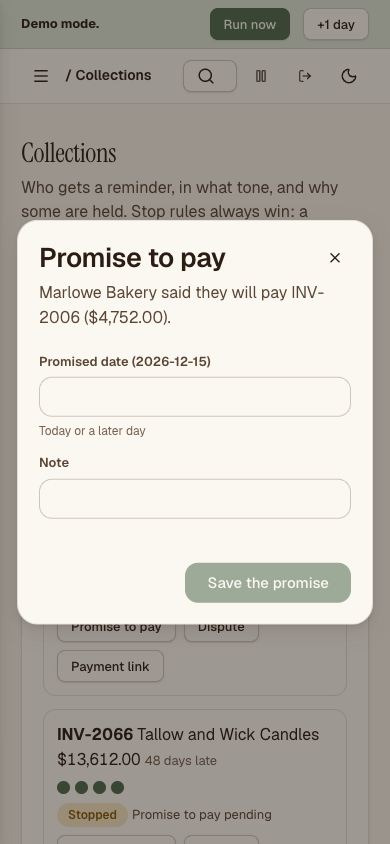 Demo mode.
Run now
+1 day
/ Collections
Collections
Who gets a reminder, in what tone, and why
some are held. Stop rules always win: a
Promise to pay
Marlowe Bakery said they will pay INV-
2006 ($4,752.00).
Promised date (2026-12-15)
Today or a later day
Note
Save the promise
Promise to pay
Dispute
Payment link
INV-2066 Tallow and Wick Candles
$13,612.00 48 days late
Stopped Promise to pay pending